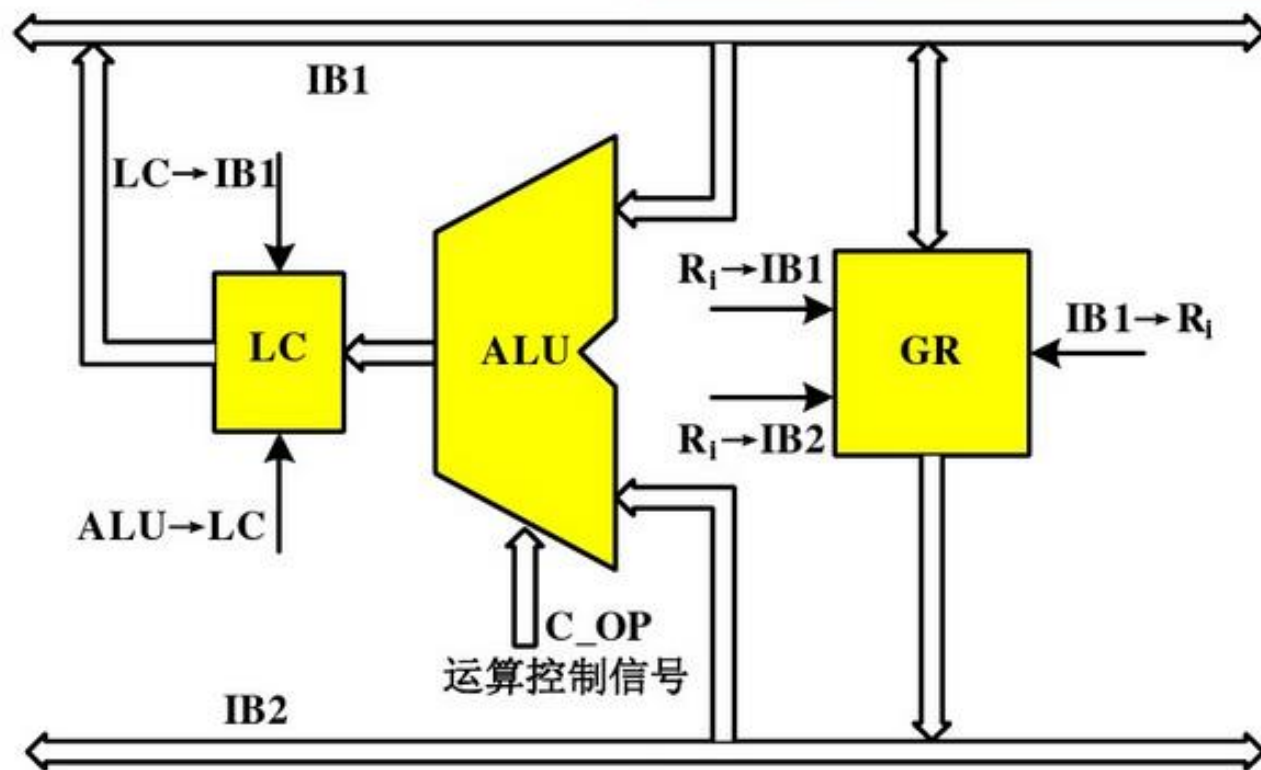 IB1
LC→IB1
Rᵢ→IB1
IB1→Rᵢ
LC
ALU
GR
Rᵢ→IB2
ALU→LC
C_OP
运算控制信号
IB2